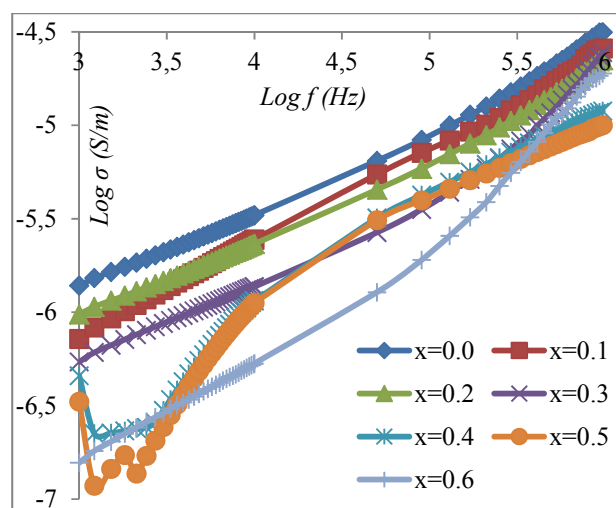 -4,5
3 3,5 4 4,5 5 5,5 6
Log f (Hz)
-5
Log σ (S/m)
-5,5
-6
-6,5
-7
x=0.0 x=0.1
x=0.2 x=0.3
x=0.4 x=0.5
x=0.6